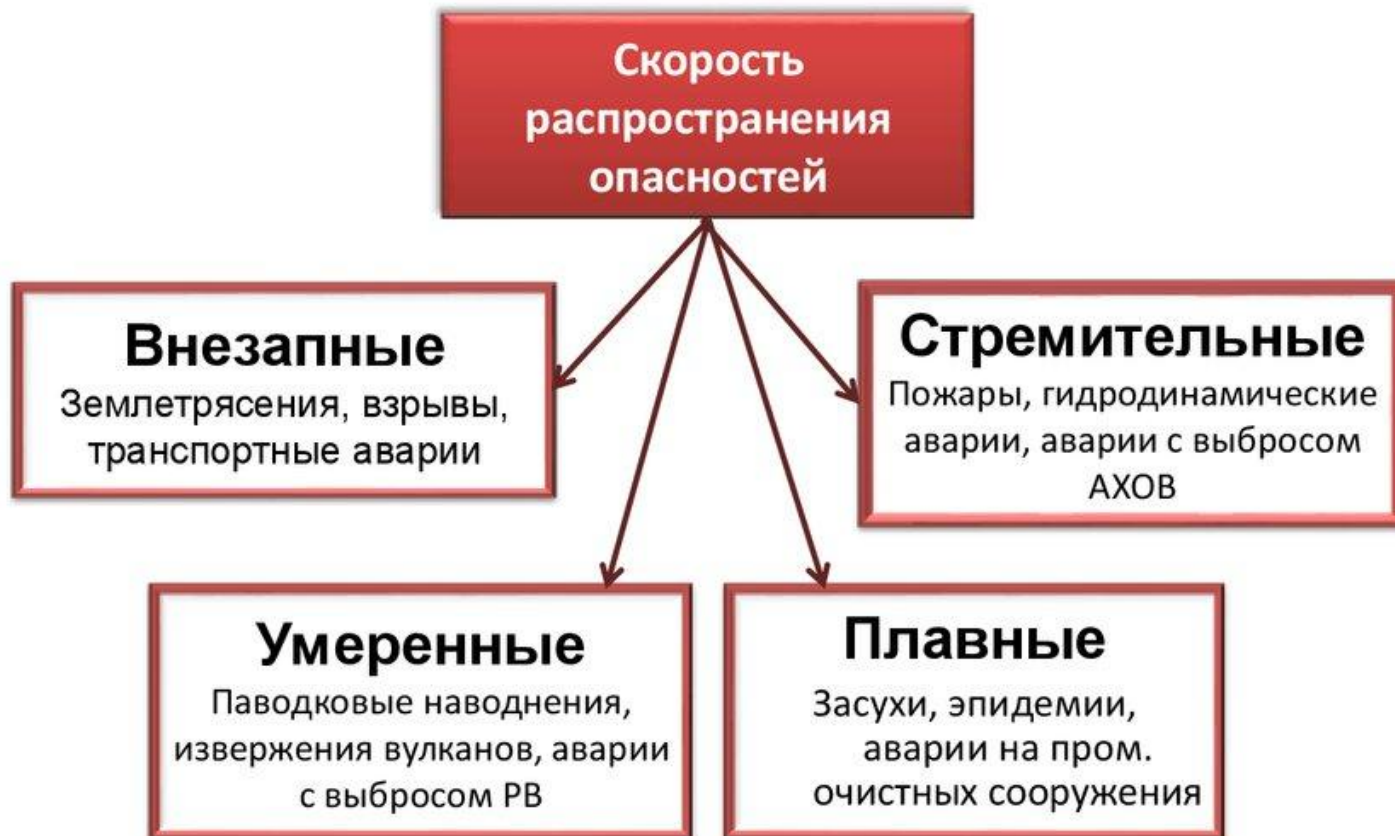 Скорость
распространения
опасностей
Внезапные
Землетрясения, взрывы,
транспортные аварии
Стремительные
Пожары, гидродинамические
аварии, аварии с выбросом
АХОВ
Умеренные
Паводковые наводнения,
извержения вулканов, аварии
с выбросом РВ
Плавные
Засухи, эпидемии,
аварии на пром.
очистных сооружения